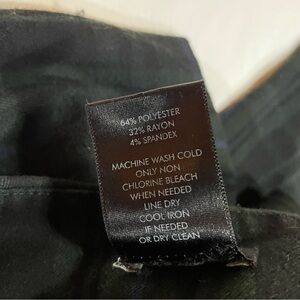 64% POLYESTER
32% RAYON
4% SPANDEX
MACHINE WASH COLD
ONLY NON
CHLORINE BLEACH
WHEN NEEDED
LINE DRY
COOL IRON
IF NEEDED
OR DRY CLEAN